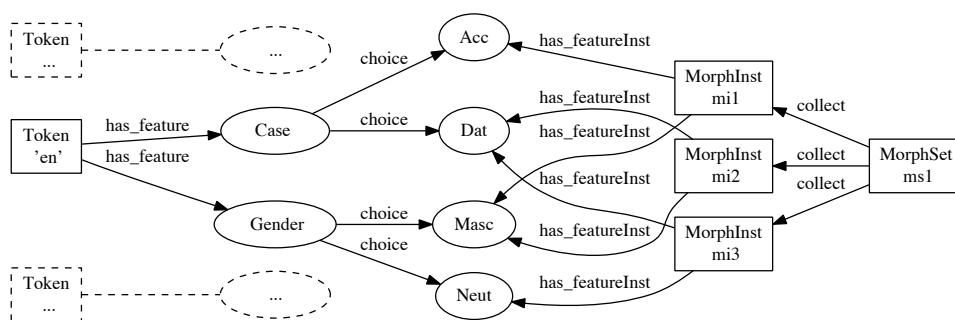 Token
...
...
Acc
choice
has_featureInst
MorphInst
mi1
has_featureInst
collect
Token
'en'
has_feature
has_feature
Case
choice
Dat
has_featureInst
MorphInst
mi2
collect
MorphSet
ms1
collect
has_featureInst
Gender
choice
choice
Masc
has_featureInst
MorphInst
mi3
Token
...
...
Neut
has_featureInst